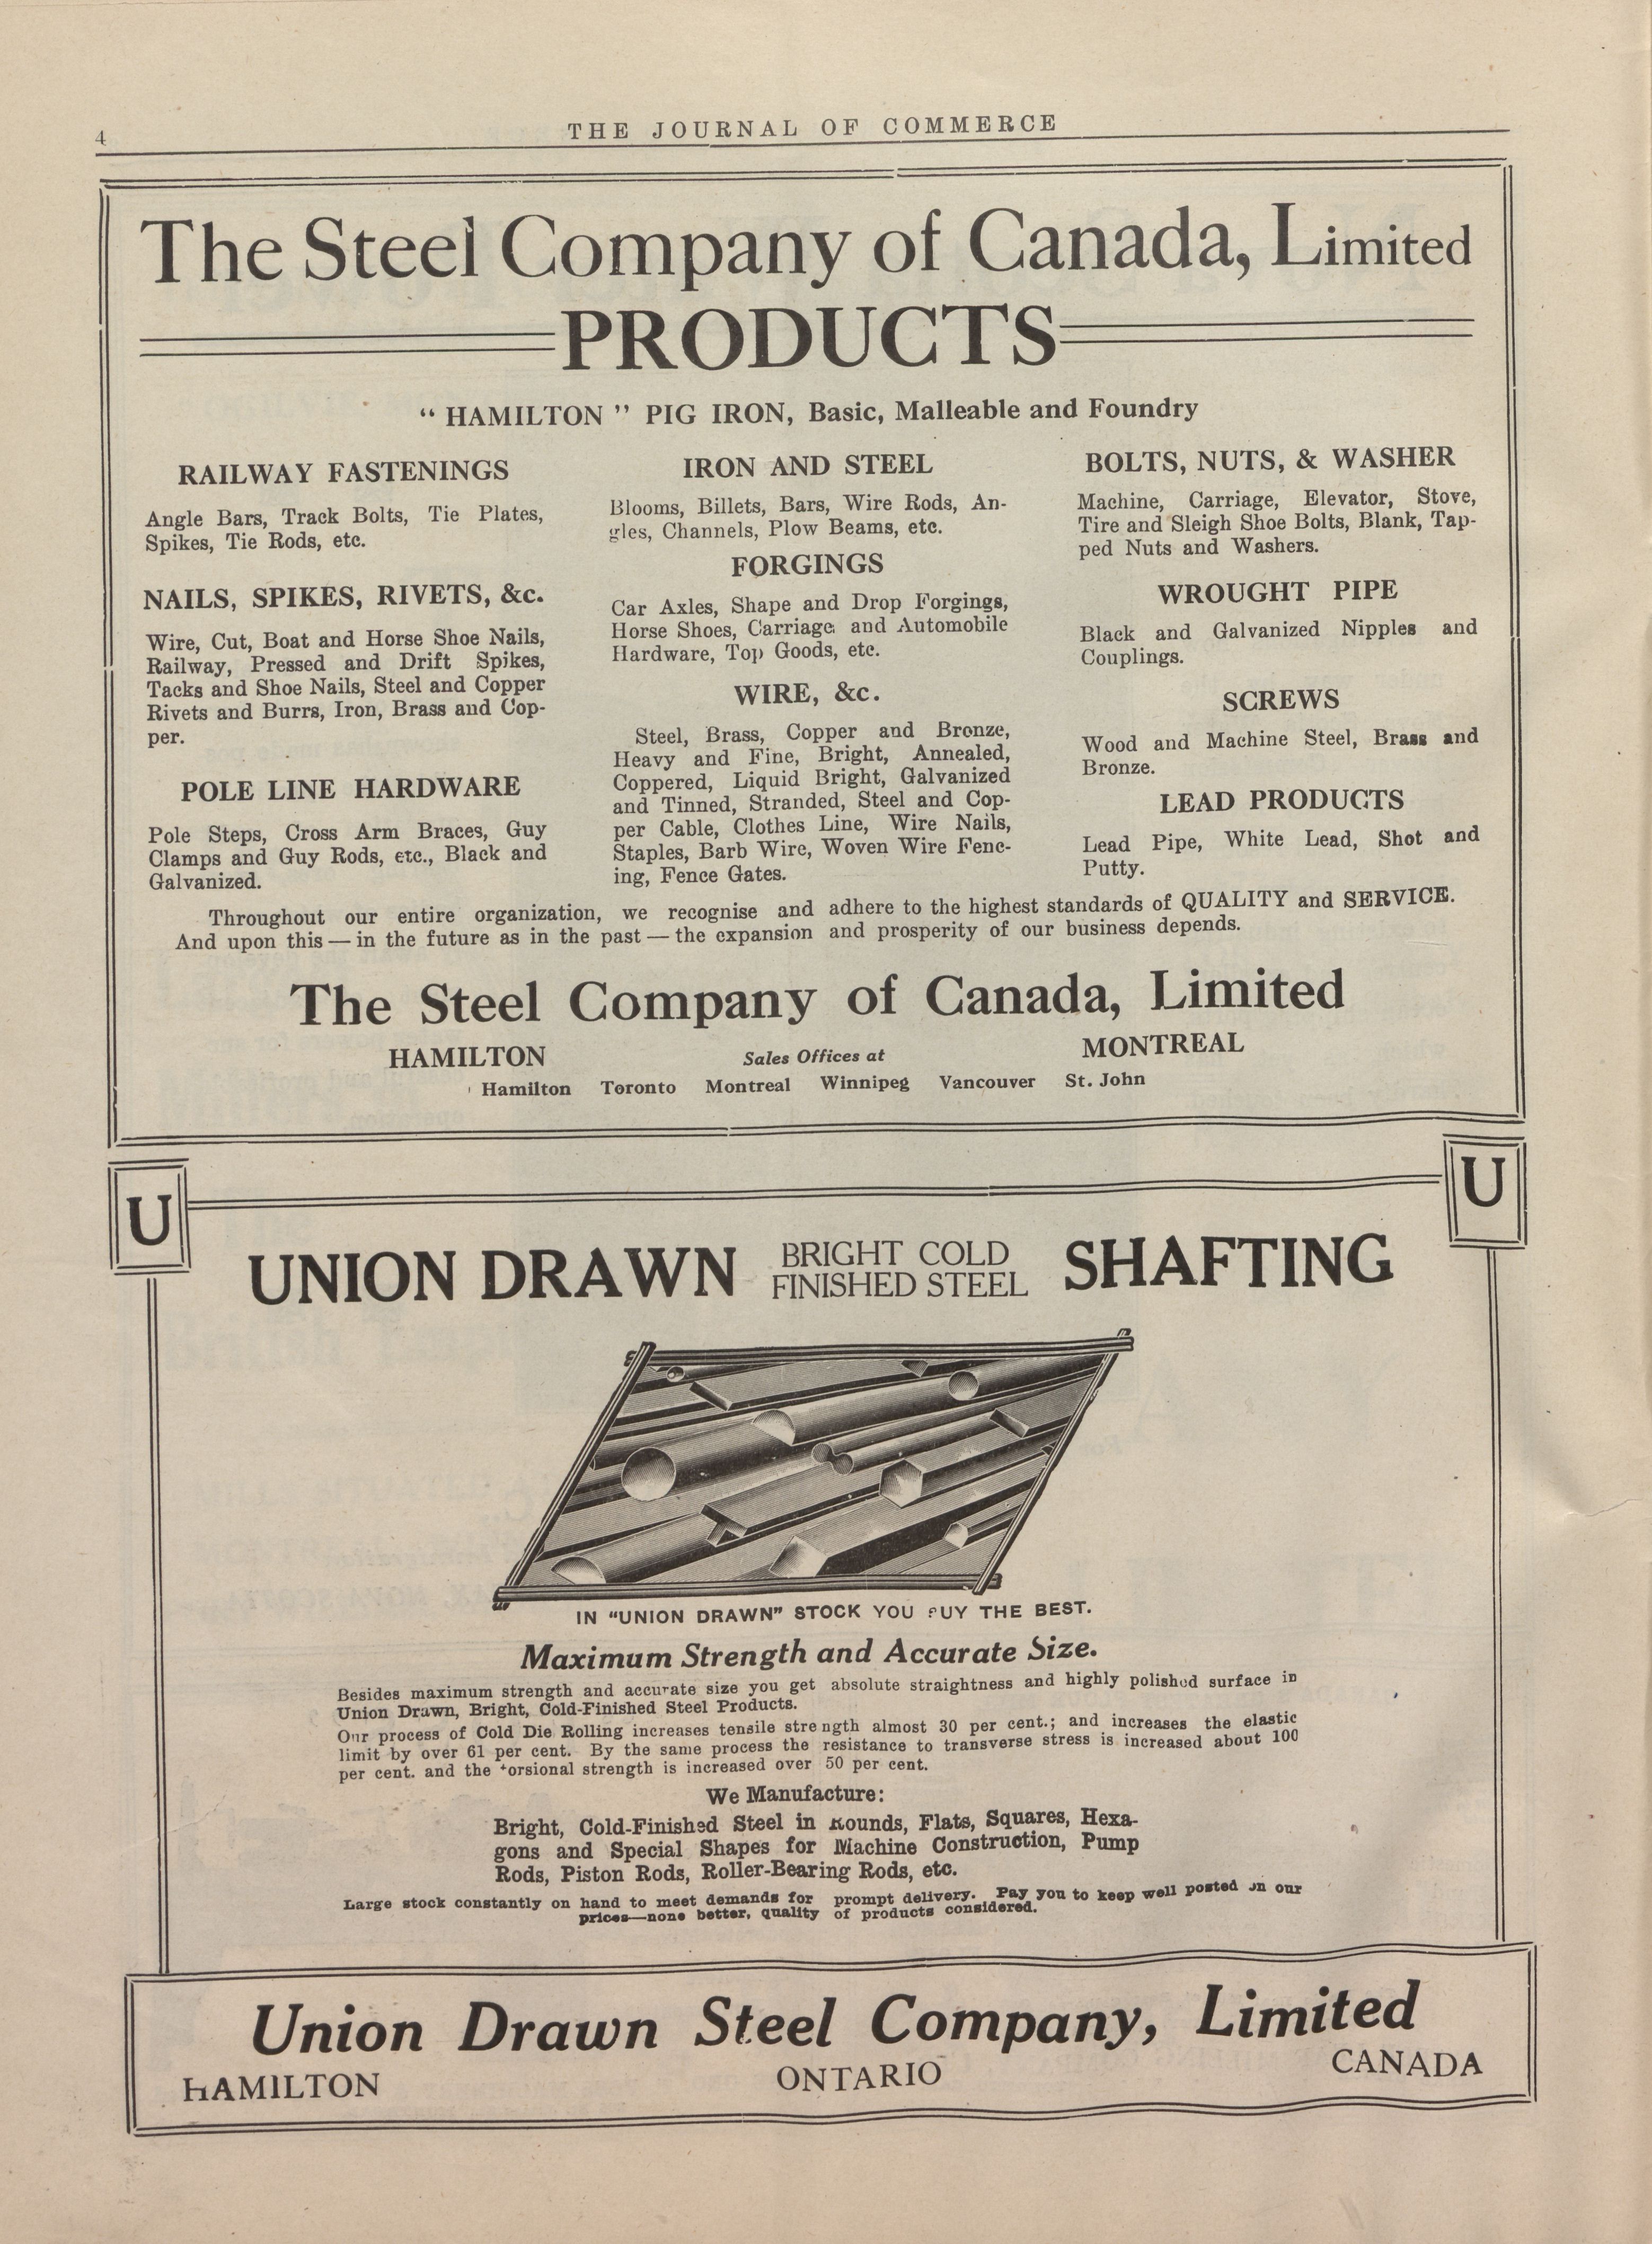 4
THE JOURNAL OF COMMERCE
The Steel Company of Canada, Limited
PRODUCTS
“ HAMILTON ” PIG IRON, Basic, Malleable and Foundry
RAILWAY FASTENINGS
Angle Bars, Track Bolts, Tie Plates,
Spikes, Tie Rods, etc.
NAILS, SPIKES, RIVETS, &c.
Wire, Cut, Boat and Horse Shoe Nails,
Railway, Pressed and Drift Spikes,
Tacks and Shoe Nails, Steel and Copper
Rivets and Burrs, Iron, Brass and Cop-
per.
POLE LINE HARDWARE
Pole Steps, Cross Arm Braces, Guy
Clamps and Guy Rods, etc., Black and
Galvanized.
IRON AND STEEL
Blooms, Billets, Bars, Wire Rods, An-
gles, Channels, Plow Beams, etc.
FORGINGS
Car Axles, Shape and Drop Forgings,
Horse Shoes, Carriage and Automobile
Hardware, Top Goods, etc.
WIRE, &c.
Steel, Brass, Copper and Bronze,
Heavy and Fine, Bright, Annealed,
Coppered, Liquid Bright, Galvanized
and Tinned, Stranded, Steel and Cop-
per Cable, Clothes Line, Wire Nails,
Staples, Barb Wire, Woven Wire Fenc-
ing, Fence Gates.
BOLTS, NUTS, & WASHER
Machine, Carriage, Elevator, Stove,
Tire and Sleigh Shoe Bolts, Blank, Tap-
ped Nuts and Washers.
WROUGHT PIPE
Black and Galvanized Nipples and
Couplings.
SCREWS
Wood and Machine Steel, Brass and
Bronze.
LEAD PRODUCTS
Lead Pipe, White Lead, Shot and
Putty.
Throughout our entire organization, we recognise and adhere to the highest standards of QUALITY and SERVICE.
And upon this — in the future as in the past — the expansion and prosperity of our business depends.
The Steel Company of Canada, Limited
HAMILTON Sales Offices at MONTREAL
Hamilton Toronto Montreal Winnipeg Vancouver St. John
U U
UNION DRAWN BRIGHT COLD FINISHED STEEL SHAFTING
IN “UNION DRAWN” STOCK YOU BUY THE BEST.
Maximum Strength and Accurate Size.
Besides maximum strength and accurate size you get absolute straightness and highly polished surface in
Union Drawn, Bright, Cold-Finished Steel Products.
Our process of Cold Die Rolling increases tensile strength almost 30 per cent.; and increases the elastic
limit by over 61 per cent. By the same process the resistance to transverse stress is increased about 100
per cent. and the torsional strength is increased over 50 per cent.
We Manufacture:
Bright, Cold-Finished Steel in Rounds, Flats, Squares, Hexa-
gons and Special Shapes for Machine Construction, Pump
Rods, Piston Rods, Roller-Bearing Rods, etc.
Large stock constantly on hand to meet demands for prompt delivery. Pay you to keep well posted on our
prices—none better, quality of products considered.
Union Drawn Steel Company, Limited
HAMILTON ONTARIO CANADA